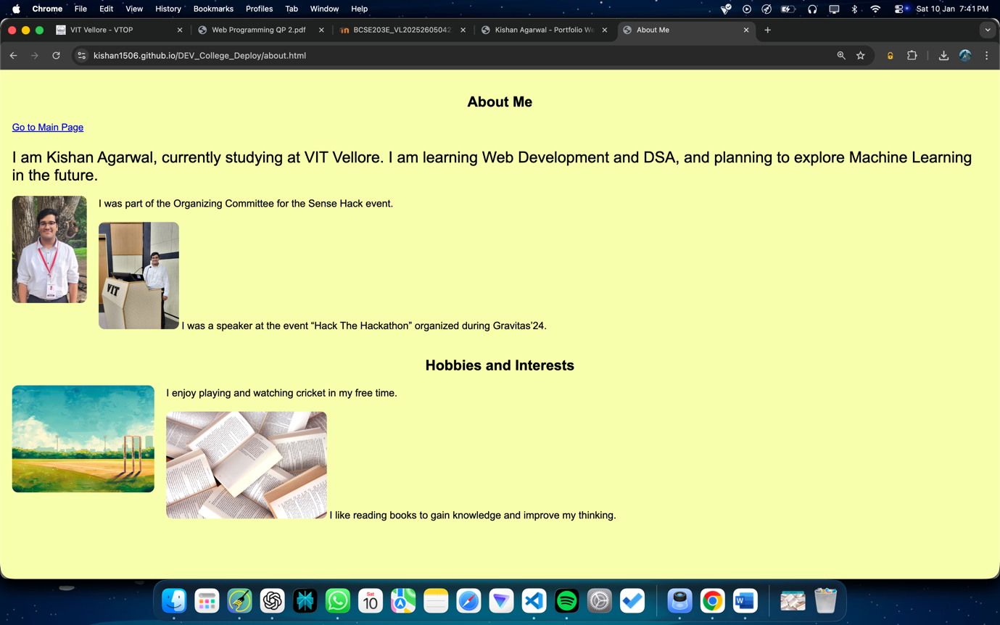 Chrome File Edit View History Bookmarks Profiles Tab Window Help Sat 10 Jan 7:41 PM
VIT Vellore - VTOP Web Programming QP 2.pdf BCSE203E_VL20252605042 Kishan Agarwal - Portfolio We About Me
kishan1506.github.io/DEV_College_Deploy/about.html
About Me
Go to Main Page
I am Kishan Agarwal, currently studying at VIT Vellore. I am learning Web Development and DSA, and planning to explore Machine Learning
in the future.
I was part of the Organizing Committee for the Sense Hack event.
VIT
I was a speaker at the event “Hack The Hackathon” organized during Gravitas’24.
Hobbies and Interests
I enjoy playing and watching cricket in my free time.
I like reading books to gain knowledge and improve my thinking.
Sat
10
W